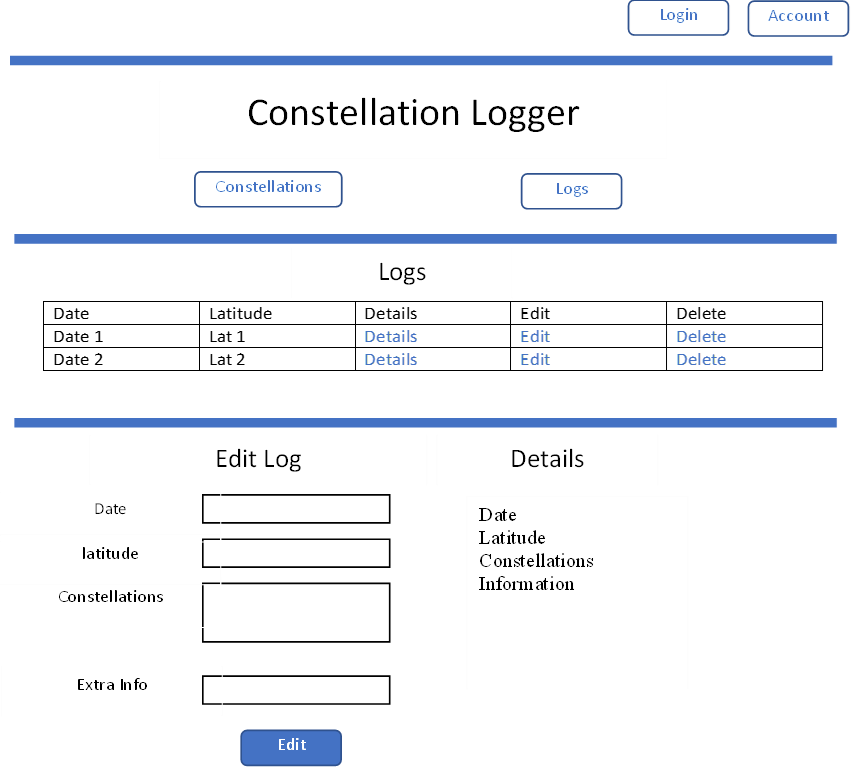 Login Account
Constellation Logger
Constellations Logs
Logs
Date Latitude Details Edit Delete
Date 1 Lat 1 Details Edit Delete
Date 2 Lat 2 Details Edit Delete
Edit Log Details
Date
latitude
Constellations
Extra Info
Edit
Date
Latitude
Constellations
Information